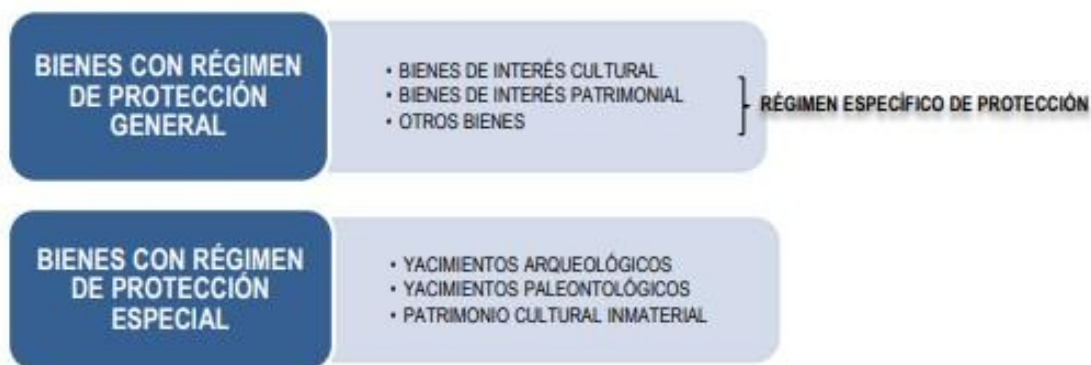 BIENES CON RÉGIMEN
DE PROTECCIÓN
GENERAL
• BIENES DE INTERÉS CULTURAL
• BIENES DE INTERÉS PATRIMONIAL
• OTROS BIENES
RÉGIMEN ESPECÍFICO DE PROTECCIÓN
BIENES CON RÉGIMEN
DE PROTECCIÓN
ESPECIAL
• YACIMIENTOS ARQUEOLÓGICOS
• YACIMIENTOS PALEONTOLÓGICOS
• PATRIMONIO CULTURAL INMATERIAL